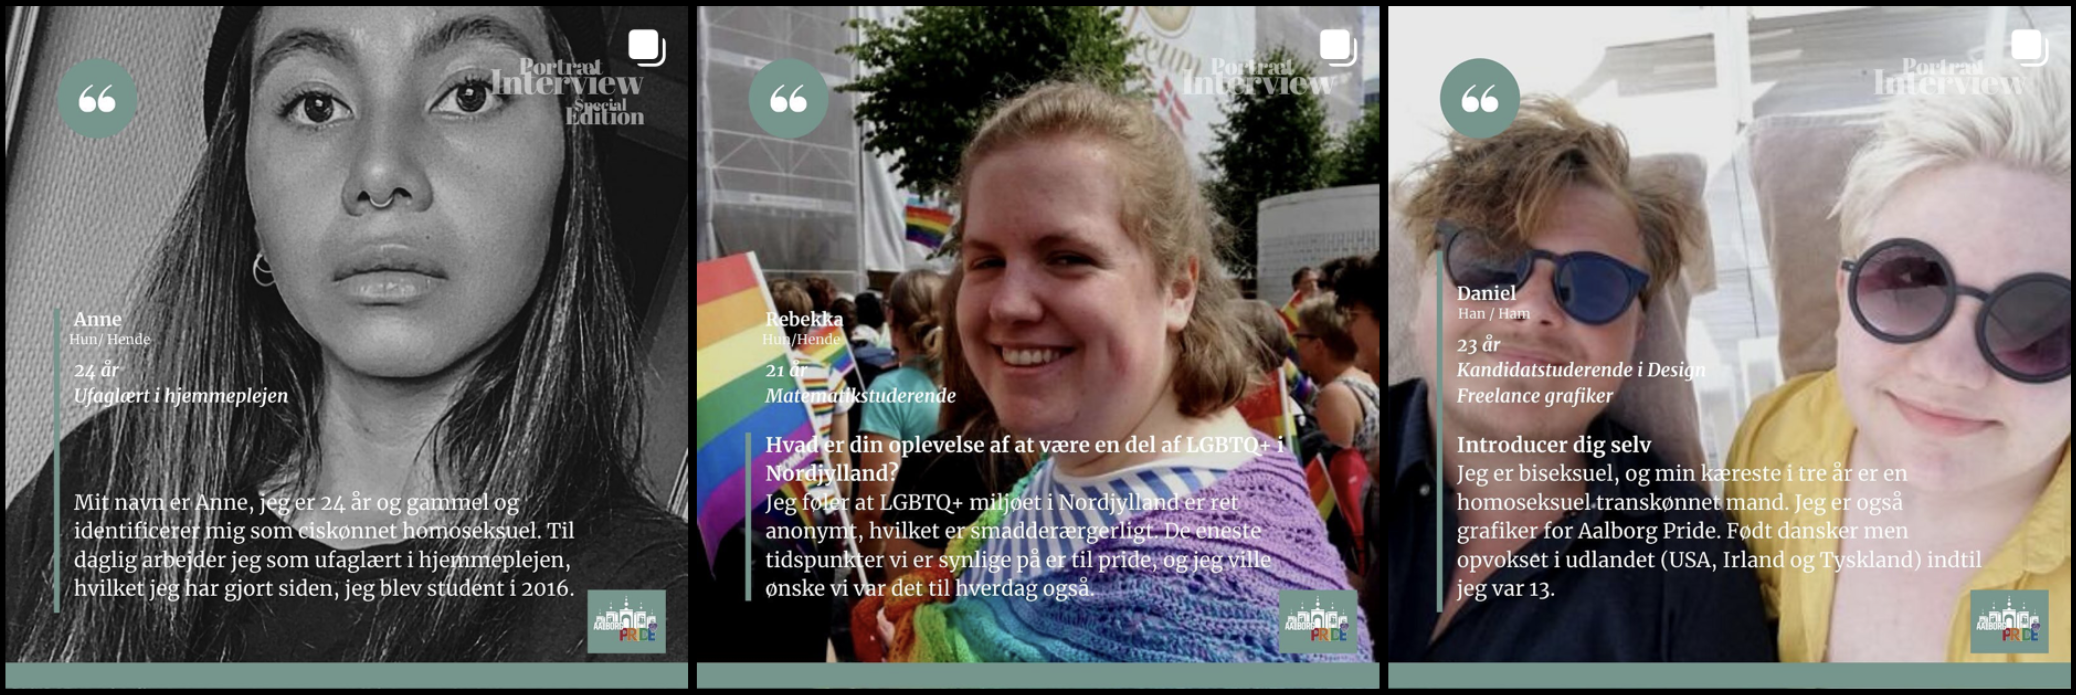 Portræt
Interview
Special
Edition
Anne
Hun/ Hende
24 år
Ufaglært i hjemmeplejen
Mit navn er Anne, jeg er 24 år og gammel og
identificerer mig som ciskønnet homoseksuel. Til
daglig arbejder jeg som ufaglært i hjemmeplejen,
hvilket jeg har gjort siden, jeg blev student i 2016.
AALBORG
PRIDE
Portræt
Interview
Rebekka
Hun/Hende
21 år
Matematikstuderende
Hvad er din oplevelse af at være en del af LGBTQ+ i
Nordjylland?
Jeg føler at LGBTQ+ miljøet i Nordjylland er ret
anonymt, hvilket er smadderærgerligt. De eneste
tidspunkter vi er synlige på er til pride, og jeg ville
ønske vi var det til hverdag også.
AALBORG
PRIDE
Portræt
Interview
Daniel
Han / Ham
23 år
Kandidatstuderende i Design
Freelance grafiker
Introducer dig selv
Jeg er biseksuel, og min kæreste i tre år er en
homoseksuel transkønnet mand. Jeg er også
grafiker for Aalborg Pride. Født dansker men
opvokset i udlandet (USA, Irland og Tyskland) indtil
jeg var 13.
AALBORG
PRIDE